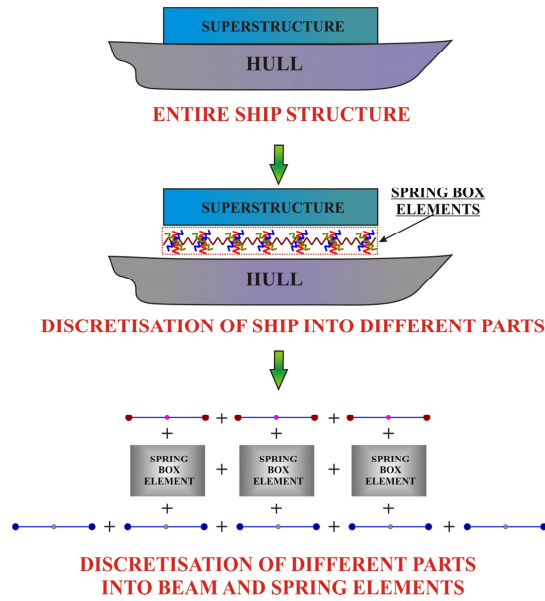 SUPERSTRUCTURE
HULL
ENTIRE SHIP STRUCTURE
SPRING BOX
ELEMENTS
SUPERSTRUCTURE
HULL
DISCRETISATION OF SHIP INTO DIFFERENT PARTS
+ +
+ + +
SPRING BOX ELEMENT + SPRING BOX ELEMENT + SPRING BOX ELEMENT
+ + +
+ + + +
DISCRETISATION OF DIFFERENT PARTS
INTO BEAM AND SPRING ELEMENTS